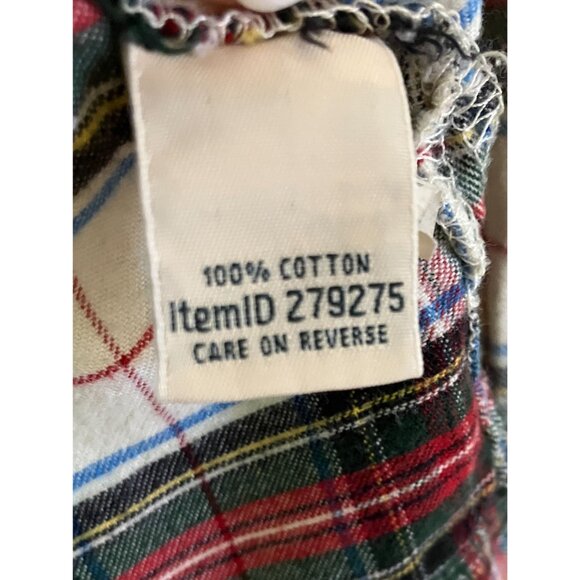 100% COTTON
ItemID 279275
CARE ON REVERSE